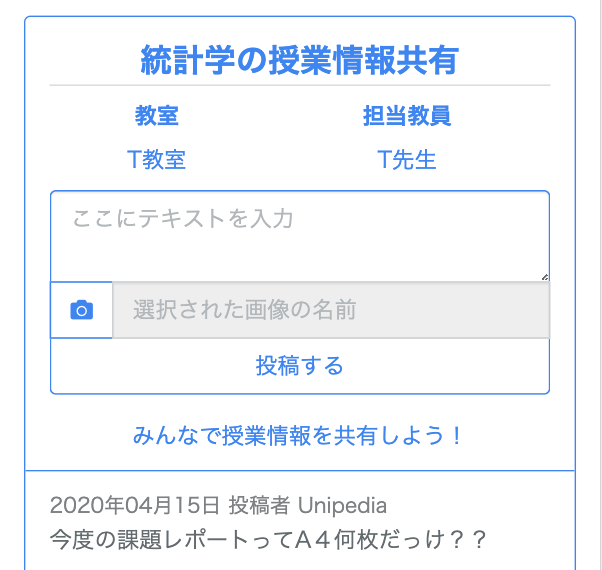 統計学の授業情報共有
教室 担当教員
T教室 T先生
ここにテキストを入力
選択された画像の名前
投稿する
みんなで授業情報を共有しよう！
2020年04月15日 投稿者 Unipedia
今度の課題レポートってA４何枚だっけ？？